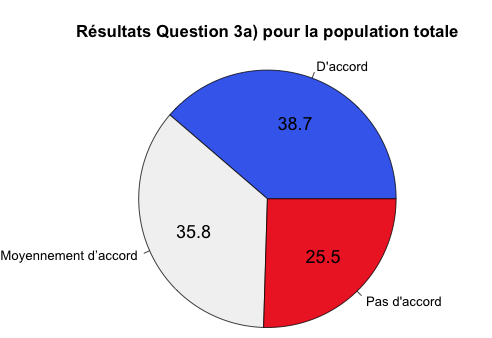 Résultats Question 3a) pour la population totale
D'accord
38.7
35.8
Moyennement d'accord
25.5
Pas d'accord